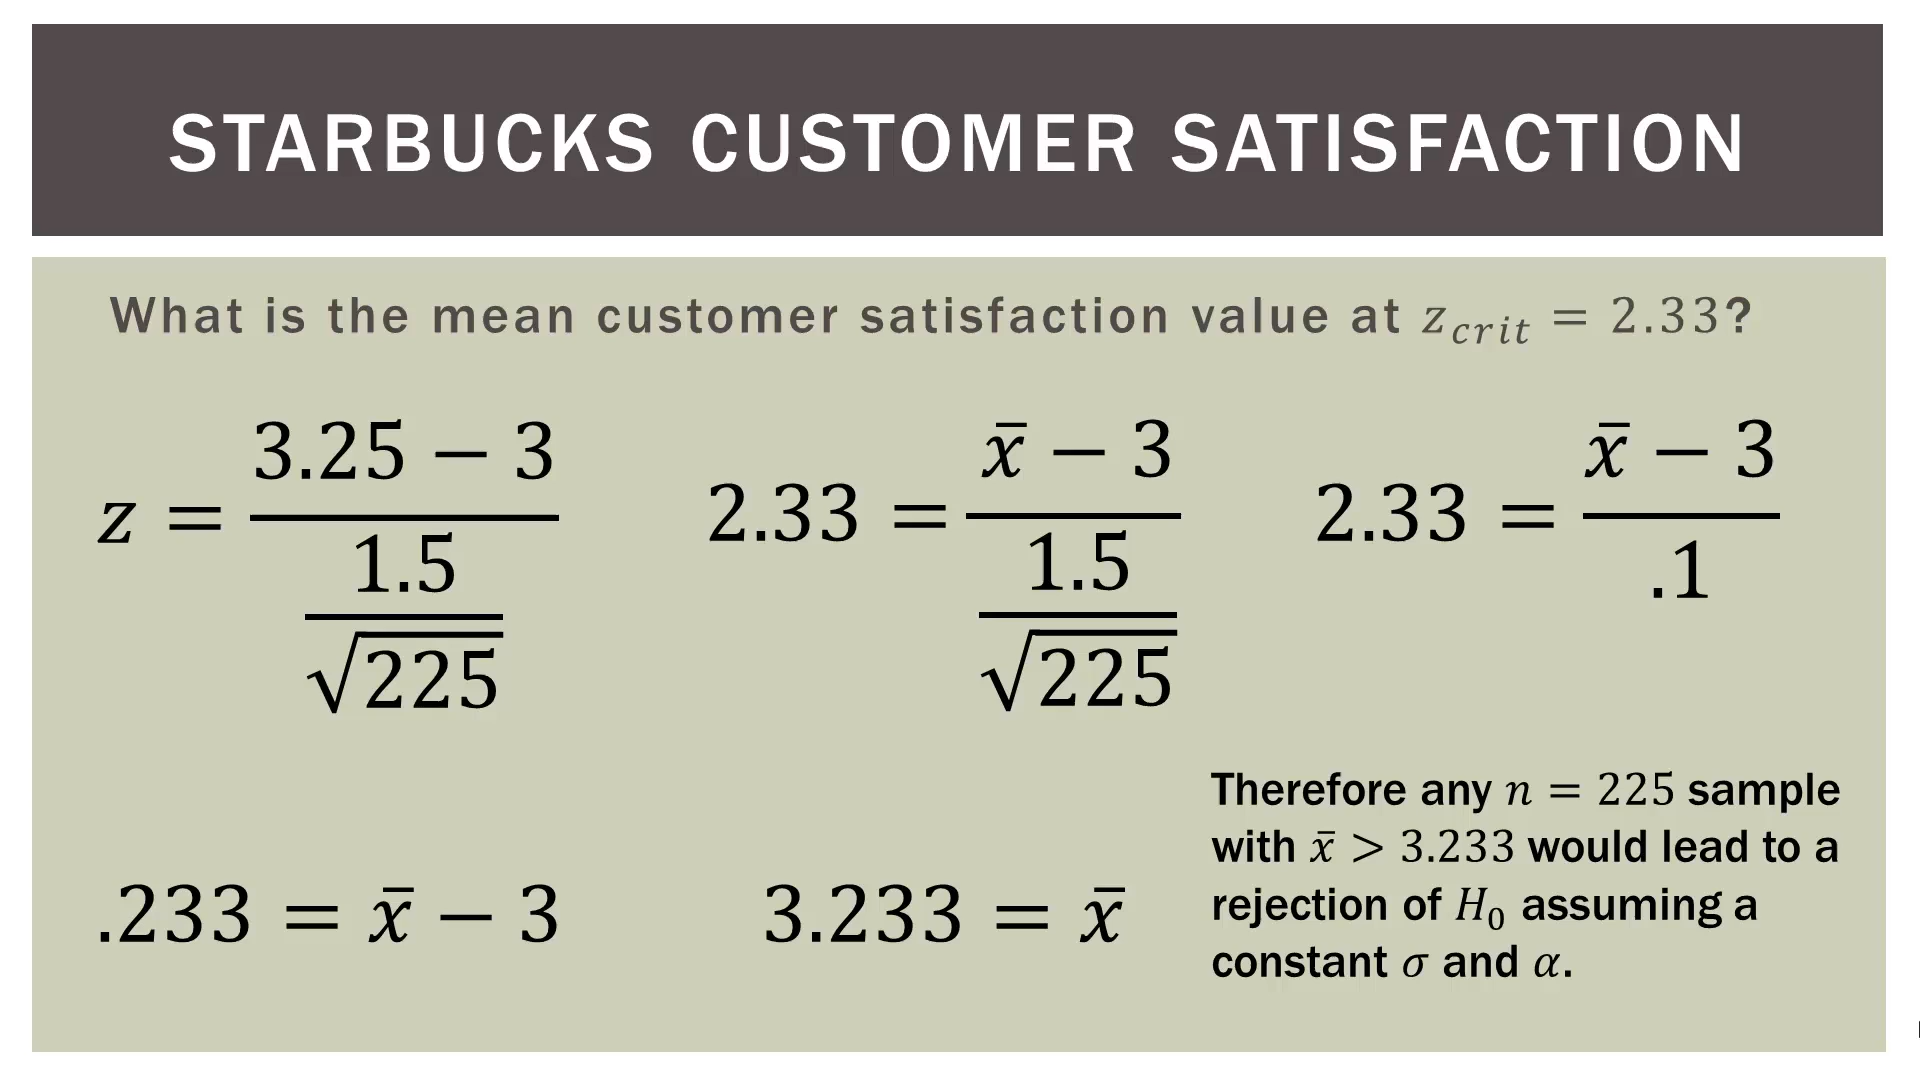 STARBUCKS CUSTOMER SATISFACTION
What is the mean customer satisfaction value at z_crit = 2.33?
z = (3.25 − 3) / (1.5 / √225)
2.33 = (x̄ − 3) / (1.5 / √225)
2.33 = (x̄ − 3) / .1
.233 = x̄ − 3
3.233 = x̄
Therefore any n = 225 sample
with x̄ > 3.233 would lead to a
rejection of H₀ assuming a
constant σ and α.